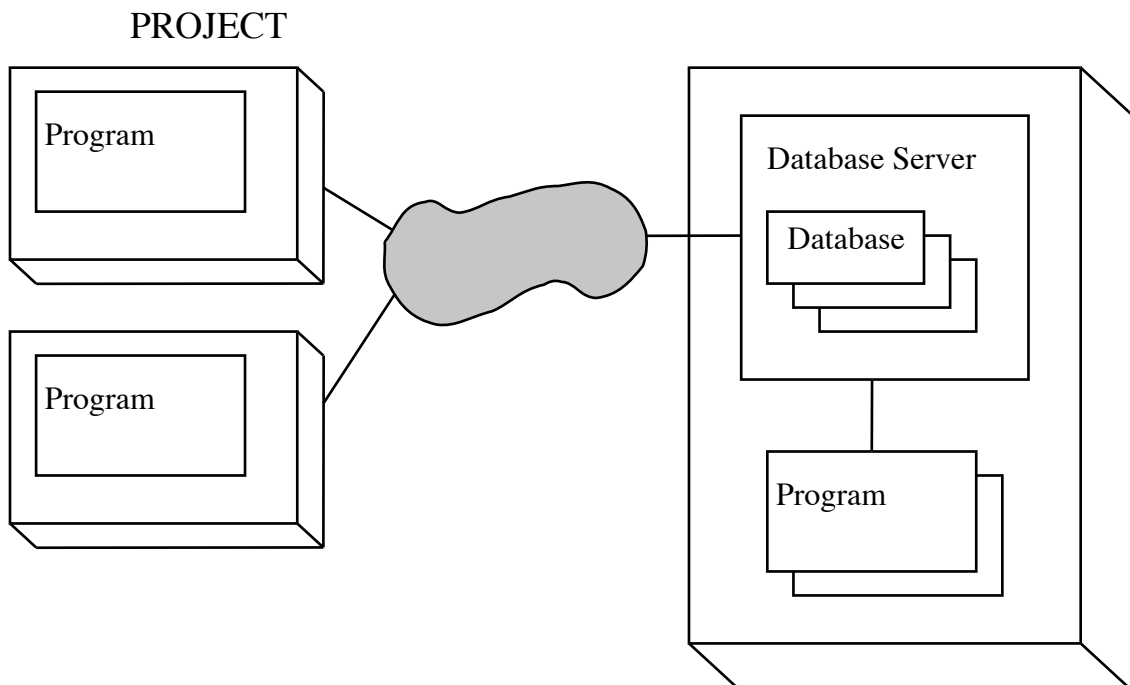 PROJECT
Program
Program
Database Server
Database
Program